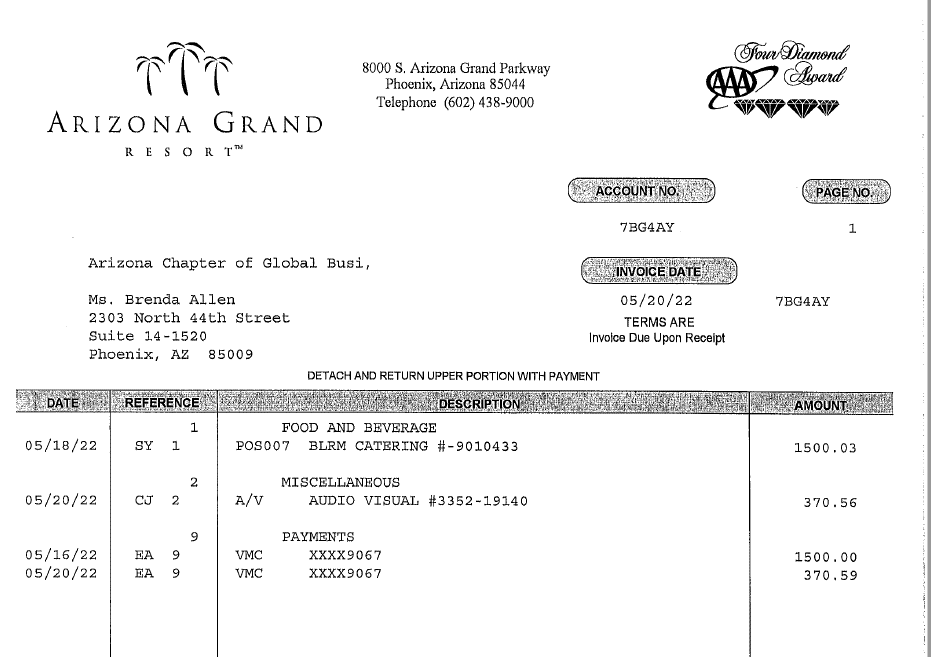 ARIZONA GRAND
RESORT™
8000 S. Arizona Grand Parkway
Phoenix, Arizona 85044
Telephone (602) 438-9000
Four Diamond
Award
AAA
ACCOUNT NO. PAGE NO.
7BG4AY 1
Arizona Chapter of Global Busi,
INVOICE DATE
Ms. Brenda Allen 05/20/22 7BG4AY
2303 North 44th Street TERMS ARE
Suite 14-1520 Invoice Due Upon Receipt
Phoenix, AZ 85009
DETACH AND RETURN UPPER PORTION WITH PAYMENT
DATE REFERENCE DESCRIPTION AMOUNT
1 FOOD AND BEVERAGE
05/18/22 SY 1 POS007 BLRM CATERING #-9010433 1500.03
2 MISCELLANEOUS
05/20/22 CJ 2 A/V AUDIO VISUAL #3352-19140 370.56
9 PAYMENTS
05/16/22 EA 9 VMC XXXX9067 1500.00
05/20/22 EA 9 VMC XXXX9067 370.59